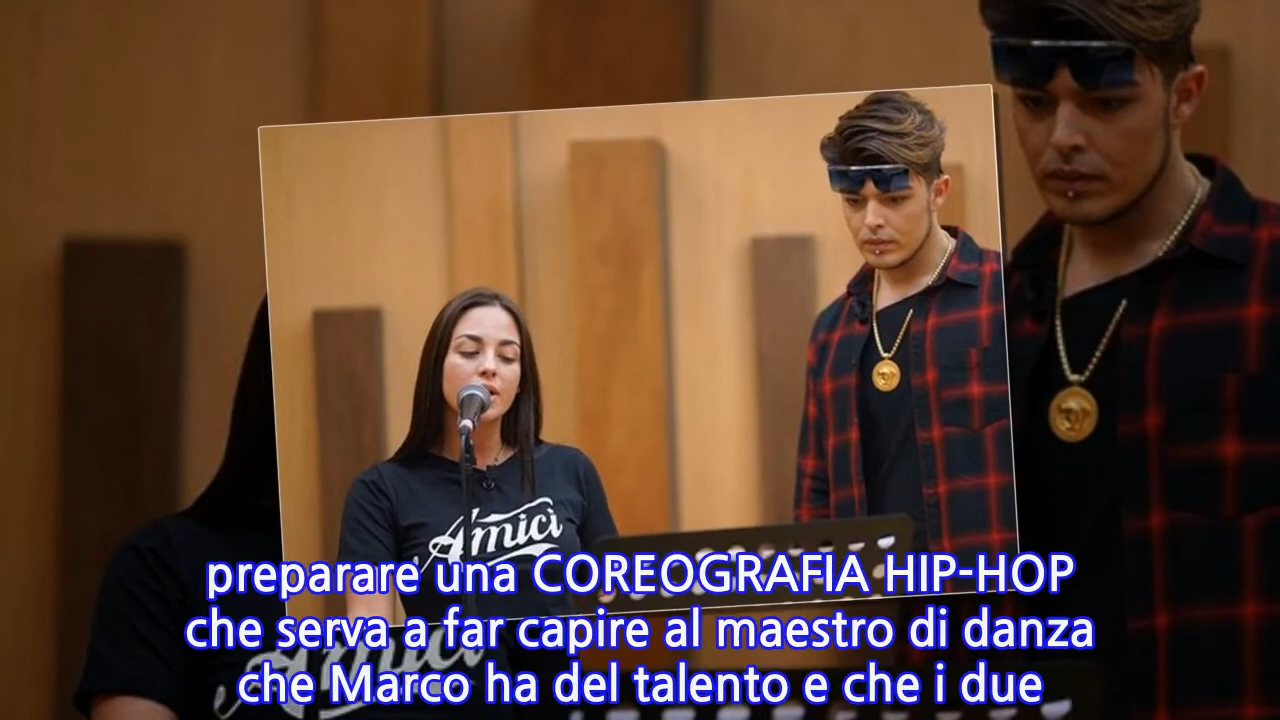 Amici
preparare una COREOGRAFIA HIP-HOP
che serva a far capire al maestro di danza
che Marco ha del talento e che i due